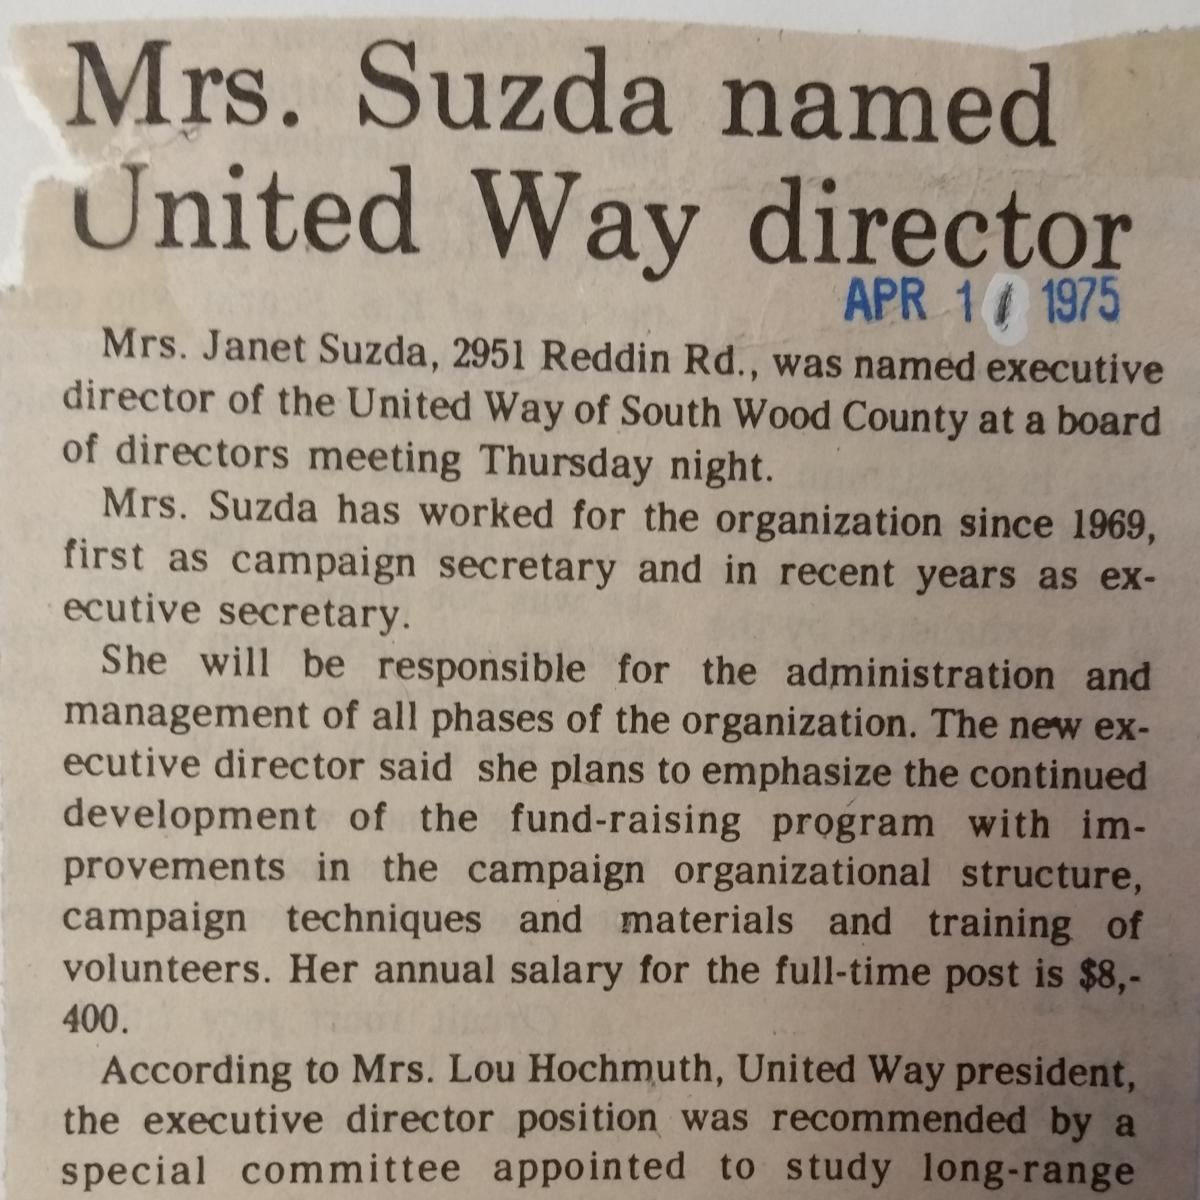 Mrs. Suzda named
United Way director
APR 11 1975
Mrs. Janet Suzda, 2951 Reddin Rd., was named executive
director of the United Way of South Wood County at a board
of directors meeting Thursday night.
Mrs. Suzda has worked for the organization since 1969,
first as campaign secretary and in recent years as ex-
ecutive secretary.
She will be responsible for the administration and
management of all phases of the organization. The new ex-
ecutive director said she plans to emphasize the continued
development of the fund-raising program with im-
provements in the campaign organizational structure,
campaign techniques and materials and training of
volunteers. Her annual salary for the full-time post is $8,-
400.
According to Mrs. Lou Hochmuth, United Way president,
the executive director position was recommended by a
special committee appointed to study long-range